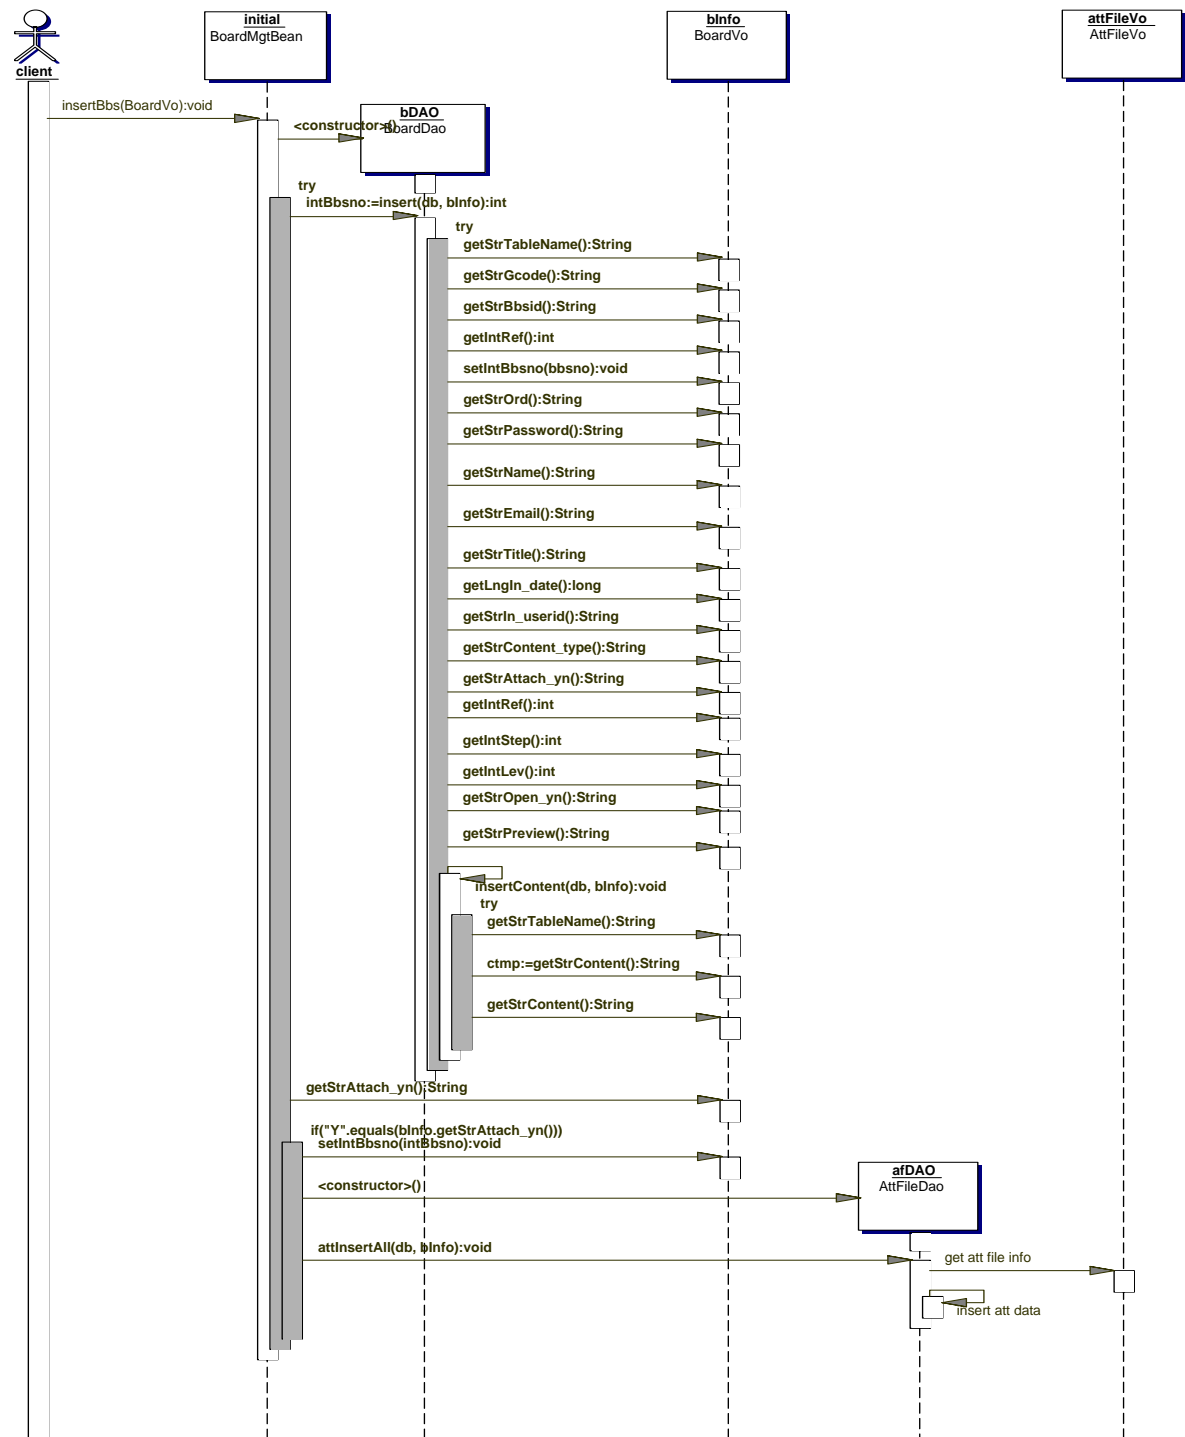 initial
BoardMgtBean
bInfo
BoardVo
attFileVo
AttFileVo
client
insertBbs(BoardVo):void
bDAO
BoardDao
<constructor>()
try
intBbsno:=insert(db, bInfo):int
try
getStrTableName():String
getStrGcode():String
getStrBbsid():String
getIntRef():int
setIntBbsno(bbsno):void
getStrOrd():String
getStrPassword():String
getStrName():String
getStrEmail():String
getStrTitle():String
getLngIn_date():long
getStrIn_userid():String
getStrContent_type():String
getStrAttach_yn():String
getIntRef():int
getIntStep():int
getIntLev():int
getStrOpen_yn():String
getStrPreview():String
insertContent(db, bInfo):void
try
getStrTableName():String
ctmp:=getStrContent():String
getStrContent():String
getStrAttach_yn():String
if("Y".equals(bInfo.getStrAttach_yn()))
setIntBbsno(intBbsno):void
afDAO
AttFileDao
<constructor>()
attInsertAll(db, bInfo):void
get att file info
insert att data